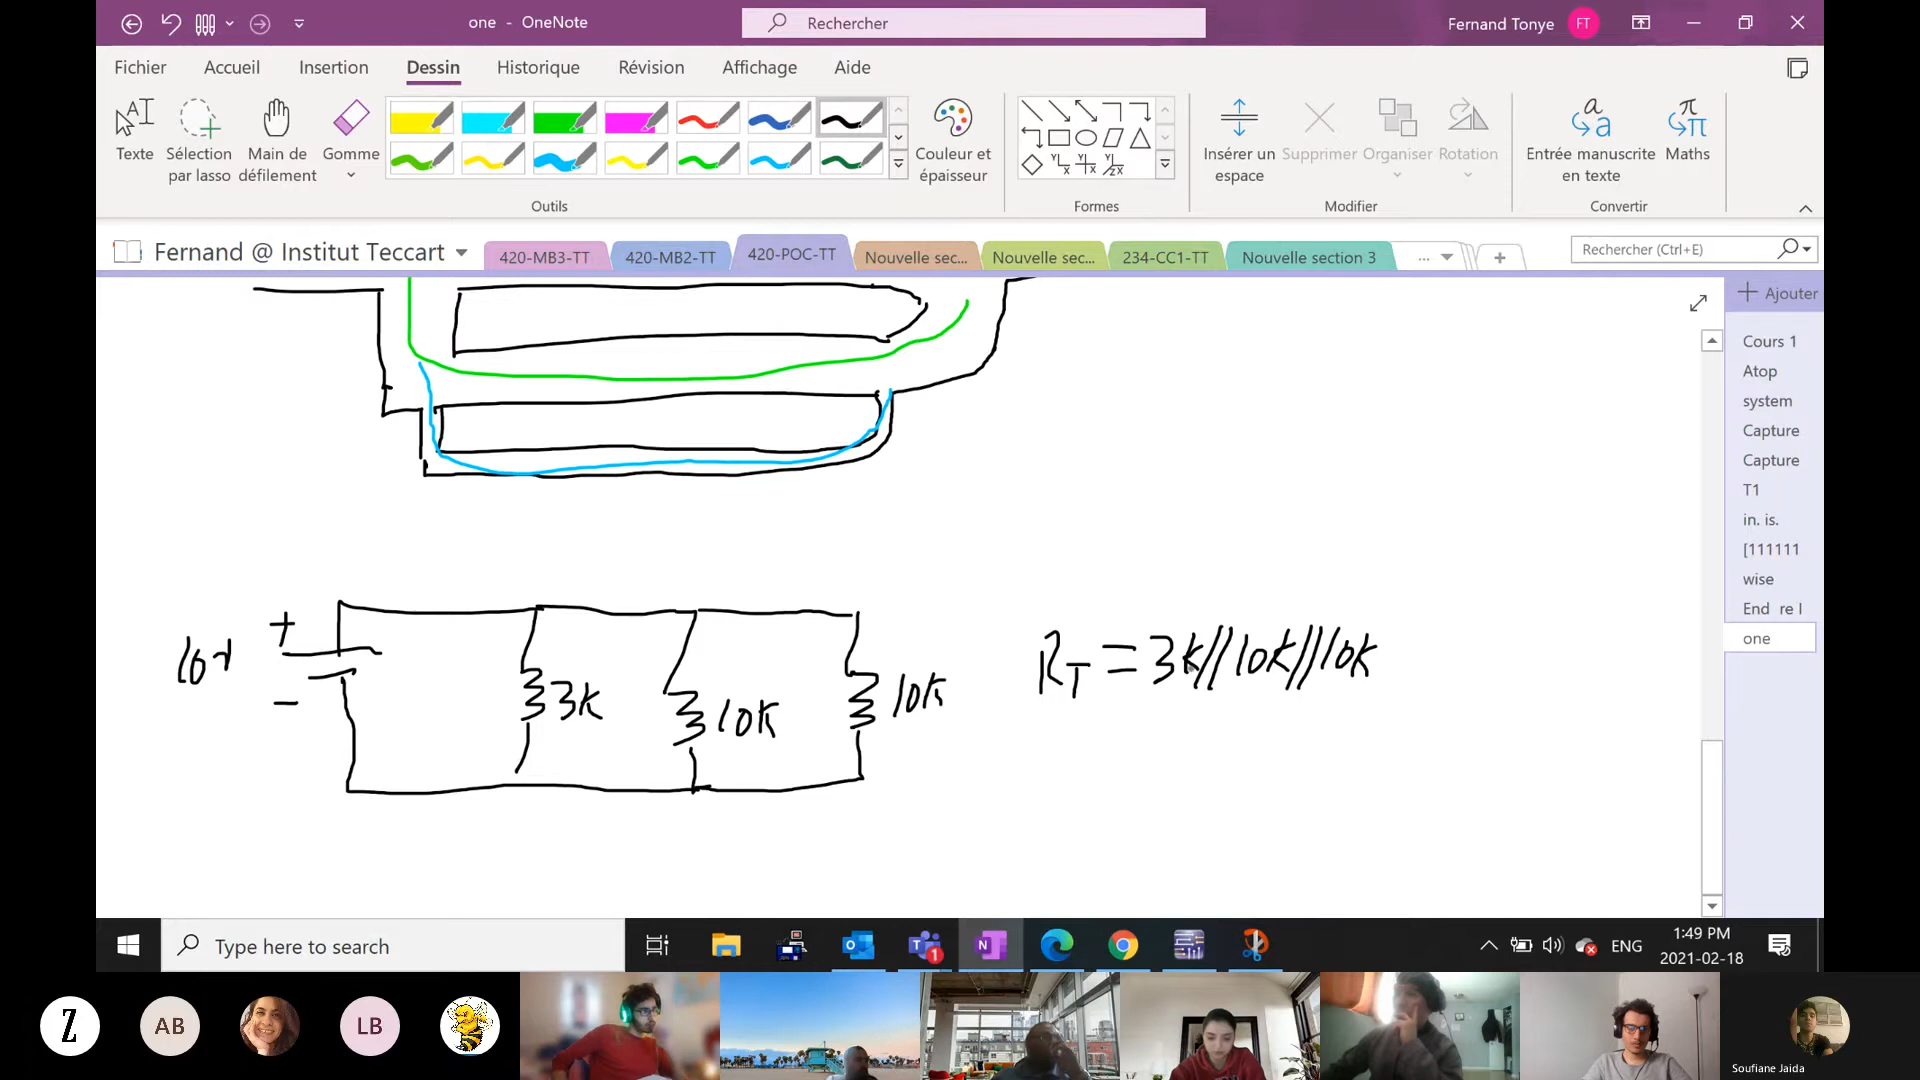 one - OneNote
Rechercher
Fernand Tonye
FT
Fichier
Accueil
Insertion
Dessin
Historique
Révision
Affichage
Aide
Texte
Sélection
par lasso
Main de
défilement
Gomme
Couleur et
épaisseur
Insérer un
espace
Supprimer
Organiser
Rotation
Entrée manuscrite
en texte
Maths
Outils
Formes
Modifier
Convertir
Fernand @ Institut Teccart
420-MB3-TT
420-MB2-TT
420-POC-TT
Nouvelle sec...
Nouvelle sec...
234-CC1-TT
Nouvelle section 3
...
Rechercher (Ctrl+E)
Ajouter
Cours 1
Atop
system
Capture
Capture
T1
in. is.
[111111
wise
End re l
one
+
10v
-
3K
10K
10K
RT = 3K//10K//10K
Type here to search
1
ENG
1:49 PM
2021-02-18
Z
AB
LB
Soufiane Jaida